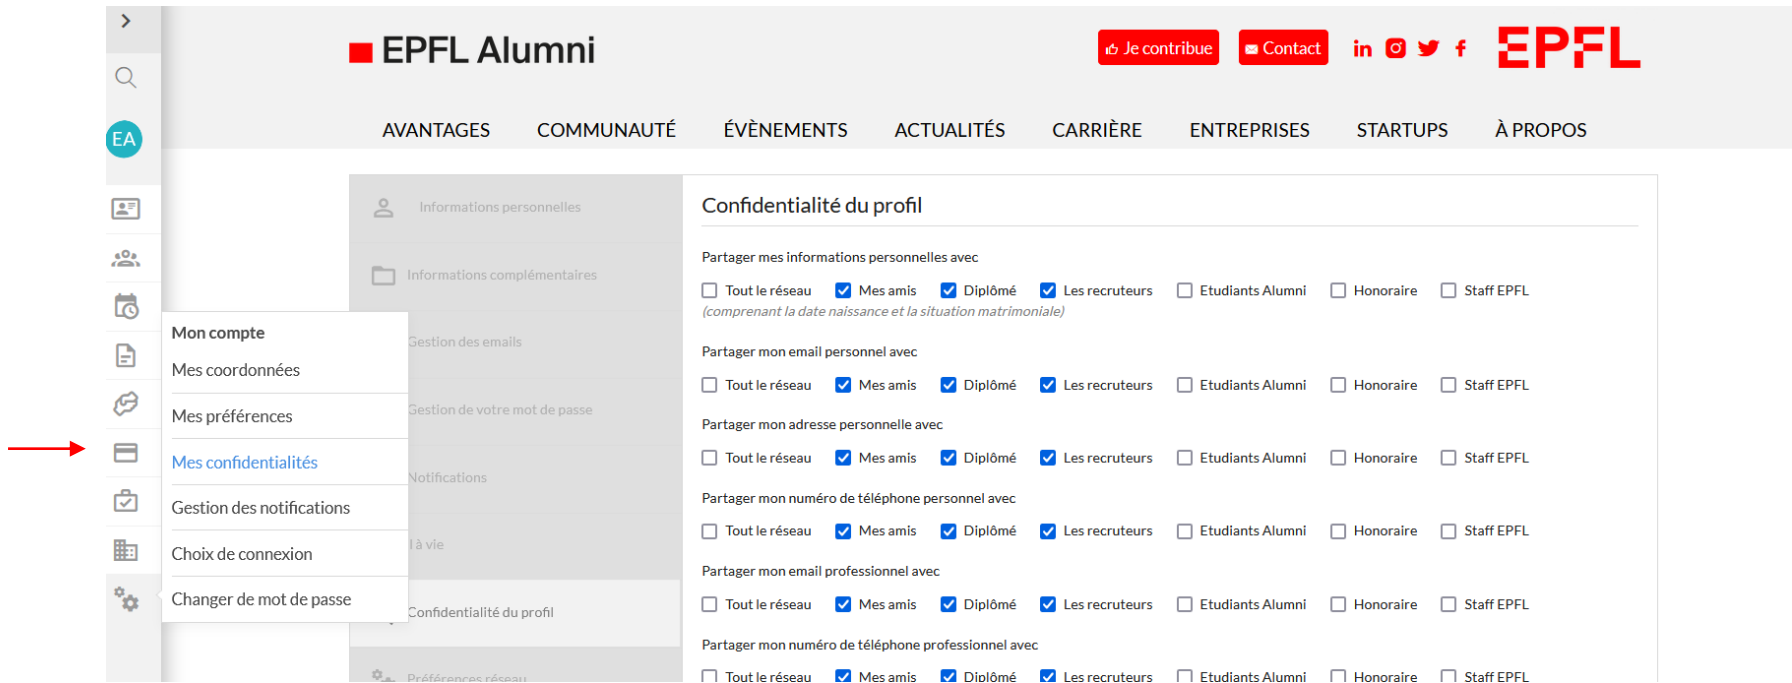 EPFL Alumni
Je contribue
Contact
EPFL
AVANTAGES COMMUNAUTÉ ÉVÈNEMENTS ACTUALITÉS CARRIÈRE ENTREPRISES STARTUPS À PROPOS
EA
Mon compte
Mes coordonnées
Mes préférences
Mes confidentialités
Gestion des notifications
Choix de connexion
Changer de mot de passe
Informations personnelles
Informations complémentaires
Gestion des emails
Gestion de votre mot de passe
Notifications
l à vie
Confidentialité du profil
Préférences réseau
Confidentialité du profil
Partager mes informations personnelles avec
Tout le réseau Mes amis Diplômé Les recruteurs Etudiants Alumni Honoraire Staff EPFL
(comprenant la date naissance et la situation matrimoniale)
Partager mon email personnel avec
Tout le réseau Mes amis Diplômé Les recruteurs Etudiants Alumni Honoraire Staff EPFL
Partager mon adresse personnelle avec
Tout le réseau Mes amis Diplômé Les recruteurs Etudiants Alumni Honoraire Staff EPFL
Partager mon numéro de téléphone personnel avec
Tout le réseau Mes amis Diplômé Les recruteurs Etudiants Alumni Honoraire Staff EPFL
Partager mon email professionnel avec
Tout le réseau Mes amis Diplômé Les recruteurs Etudiants Alumni Honoraire Staff EPFL
Partager mon numéro de téléphone professionnel avec
Tout le réseau Mes amis Diplômé Les recruteurs Etudiants Alumni Honoraire Staff EPFL